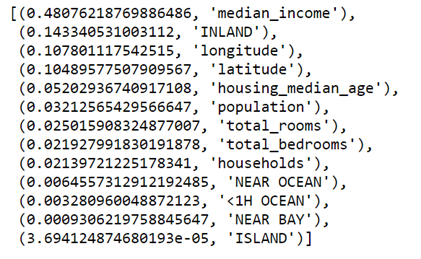 [(0.48076218769886486, 'median_income'),
(0.143340531003112, 'INLAND'),
(0.107801117542515, 'longitude'),
(0.10489577507909567, 'latitude'),
(0.05202936740917108, 'housing_median_age'),
(0.03212565429566647, 'population'),
(0.025015908324877007, 'total_rooms'),
(0.021927991830191878, 'total_bedrooms'),
(0.02139721225178341, 'households'),
(0.0064557312912192485, 'NEAR OCEAN'),
(0.003280960048872123, '<1H OCEAN'),
(0.0009306219758845647, 'NEAR BAY'),
(3.694124874680193e-05, 'ISLAND')]